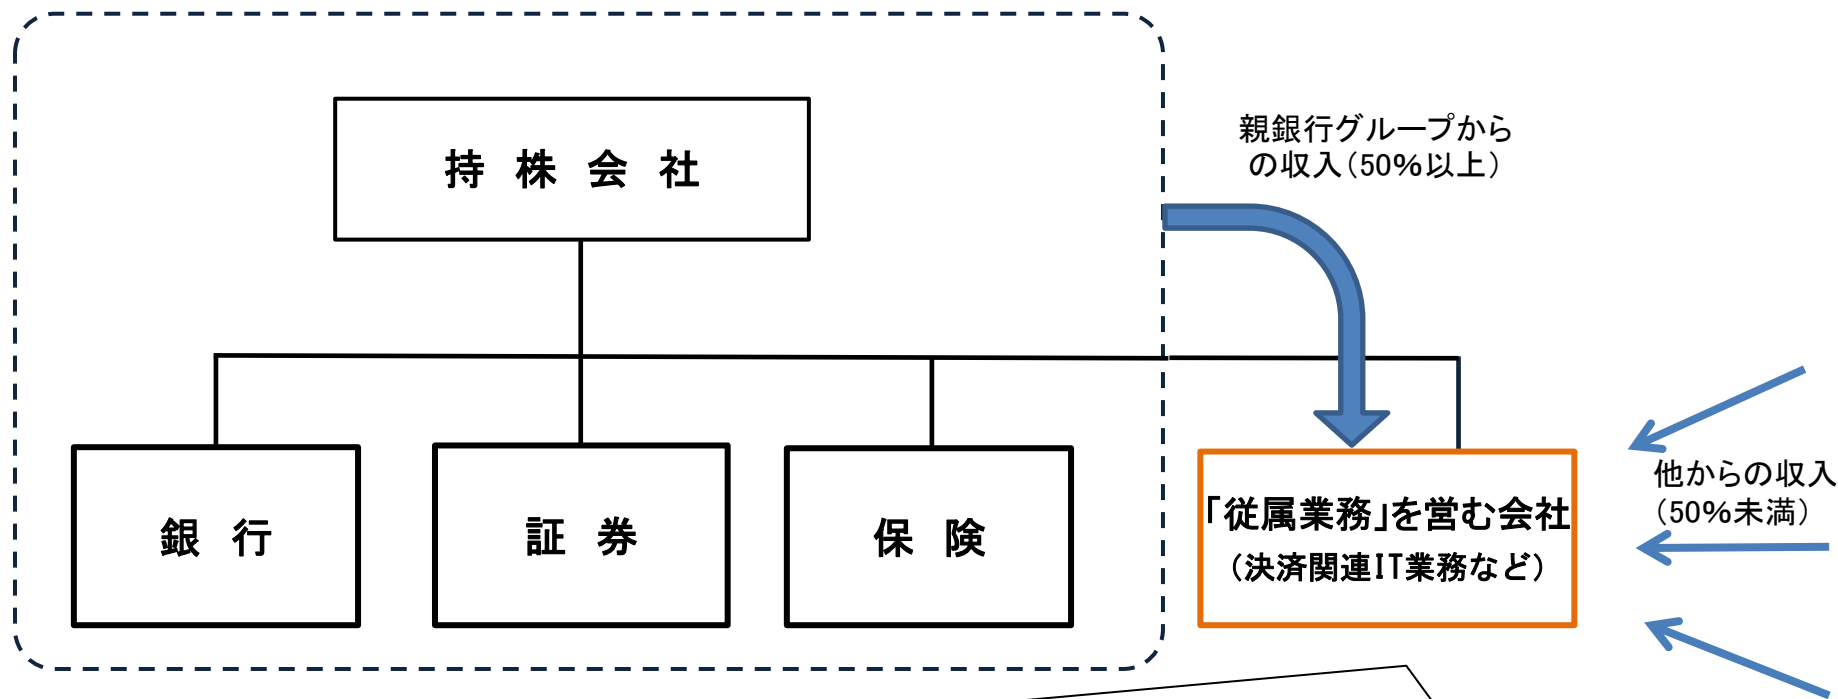 持株会社
親銀行グループから
の収入（50％以上）
銀行
証券
保険
「従属業務」を営む会社
（決済関連IT業務など）
他からの収入
（50％未満）